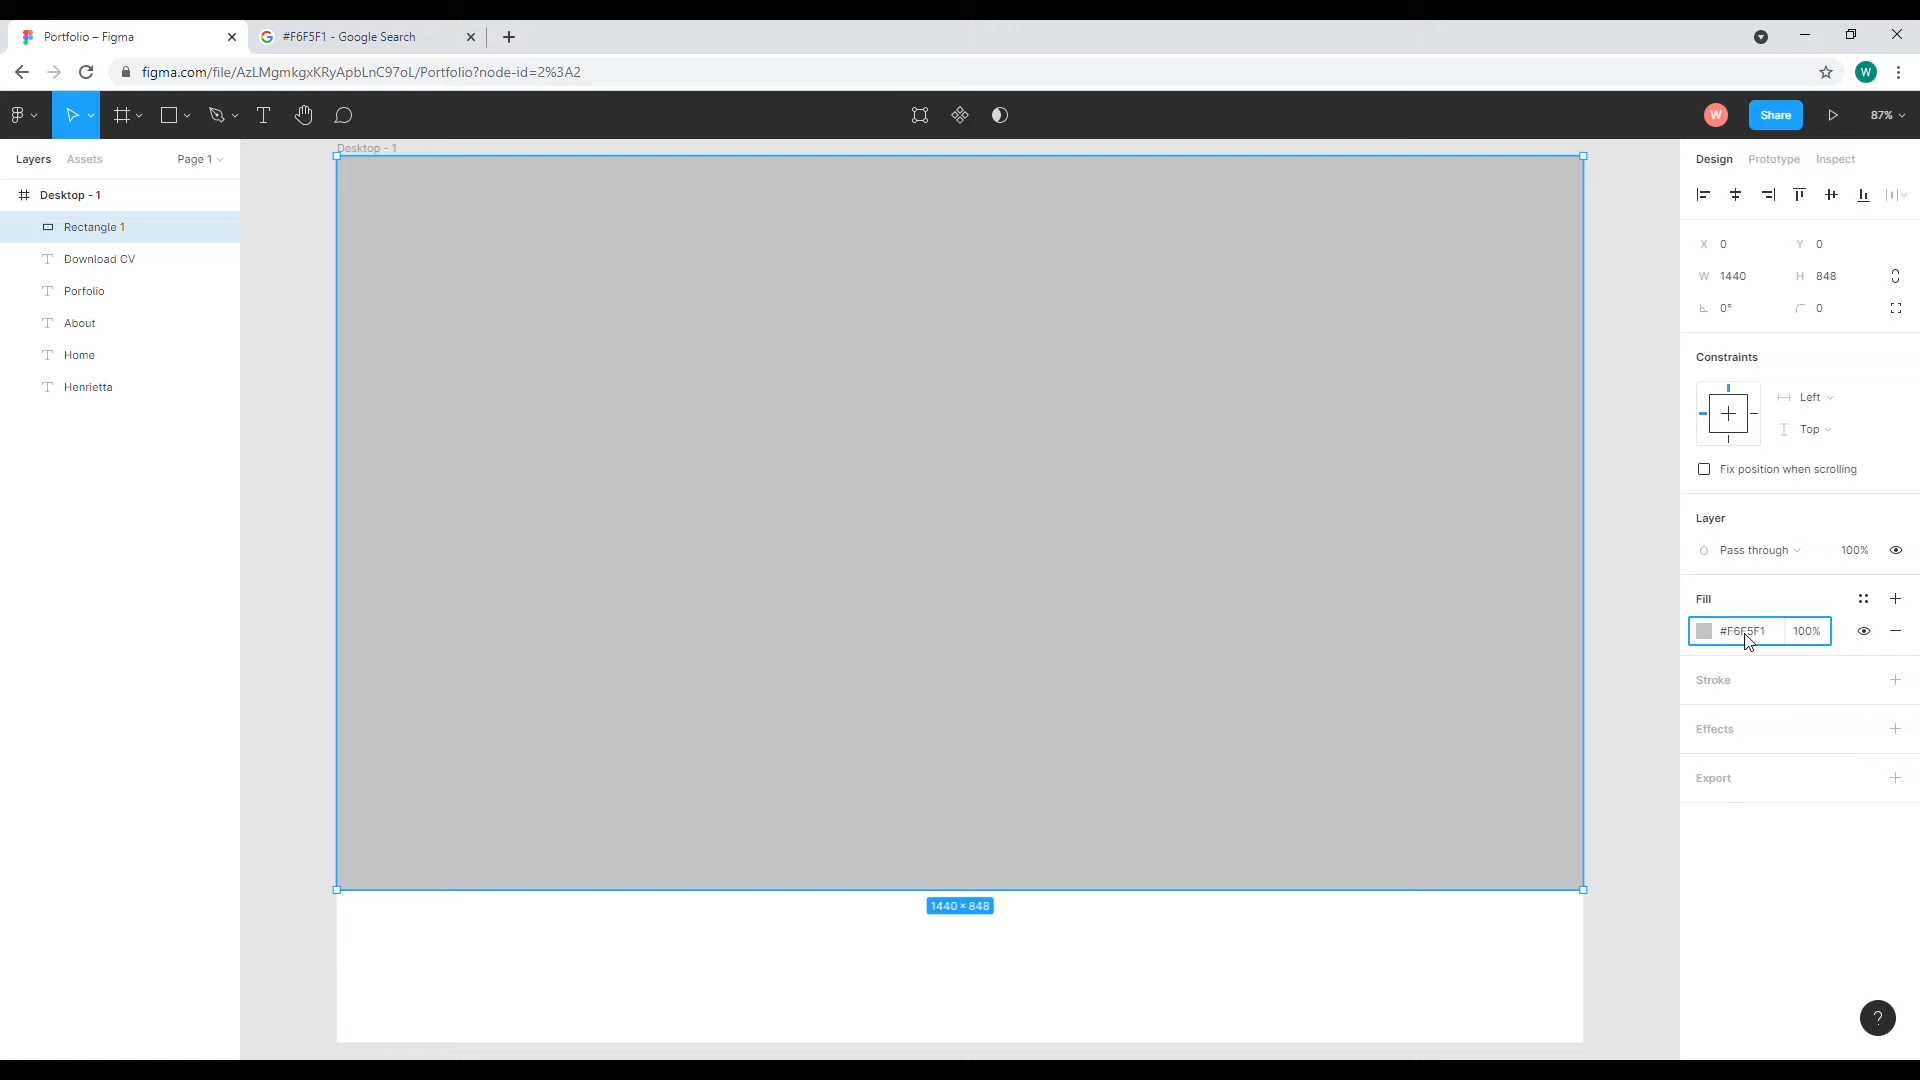 Portfolio – Figma
#F6F5F1 - Google Search
figma.com/file/AzLMgmkgxKRyApbLnC97oL/Portfolio?node-id=2%3A2
W
W
Share
87%
Layers
Assets
Page 1
Desktop - 1
Rectangle 1
Download CV
Porfolio
About
Home
Henrietta
Desktop - 1
1440 × 848
Design
Prototype
Inspect
X 0
Y 0
W 1440
H 848
0°
0
Constraints
Left
Top
Fix position when scrolling
Layer
Pass through
100%
Fill
#F6F5F1
100%
Stroke
Effects
Export
?